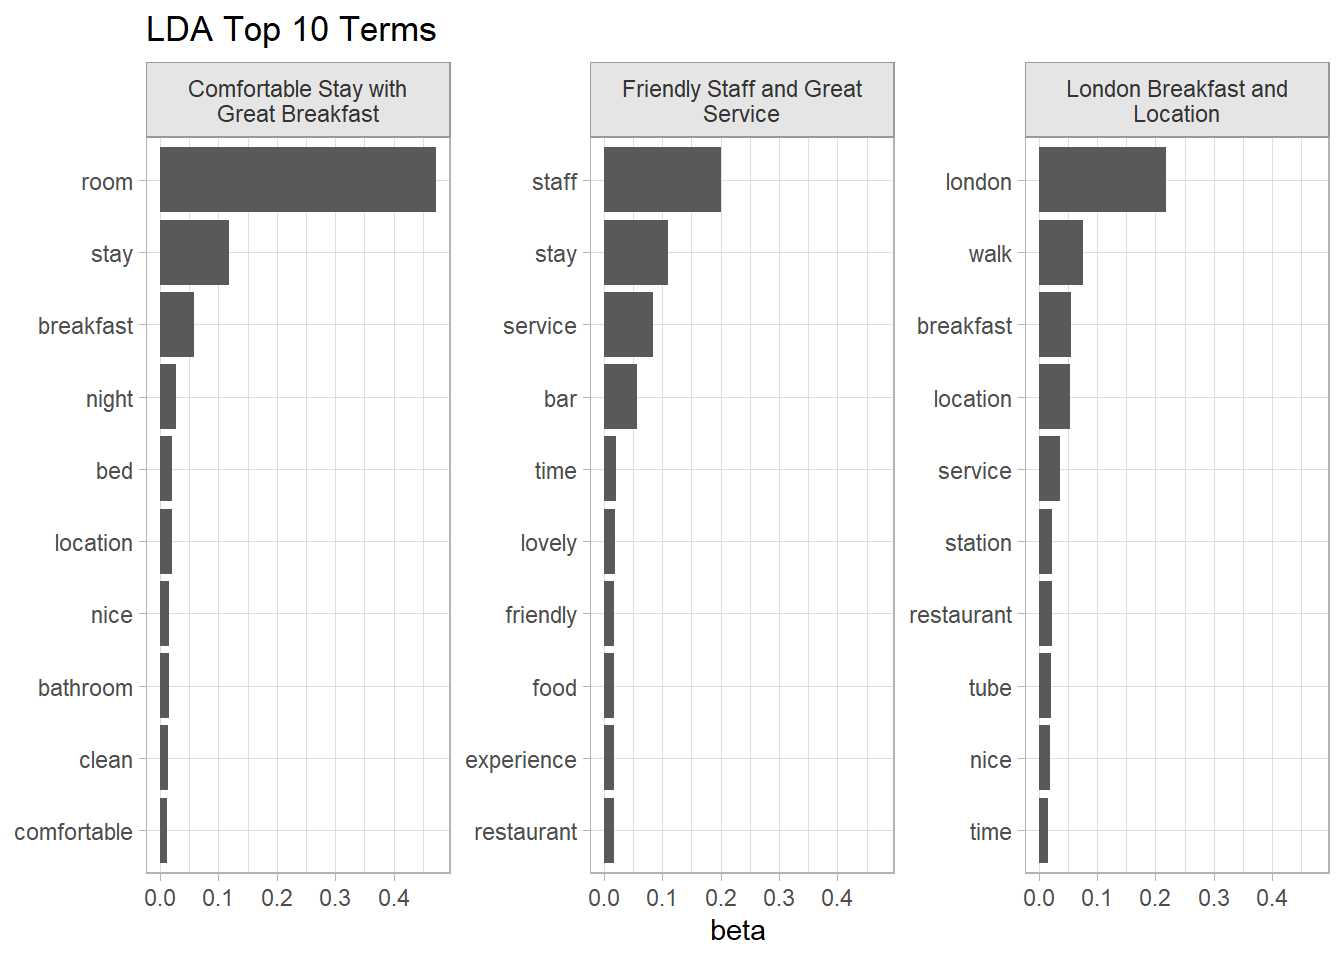 LDA Top 10 Terms
Comfortable Stay with
Great Breakfast
room
stay
breakfast
night
bed
location
nice
bathroom
clean
comfortable
0.0 0.1 0.2 0.3 0.4
Friendly Staff and Great
Service
staff
stay
service
bar
time
lovely
friendly
food
experience
restaurant
0.0 0.1 0.2 0.3 0.4
London Breakfast and
Location
london
walk
breakfast
location
service
station
restaurant
tube
nice
time
0.0 0.1 0.2 0.3 0.4
beta